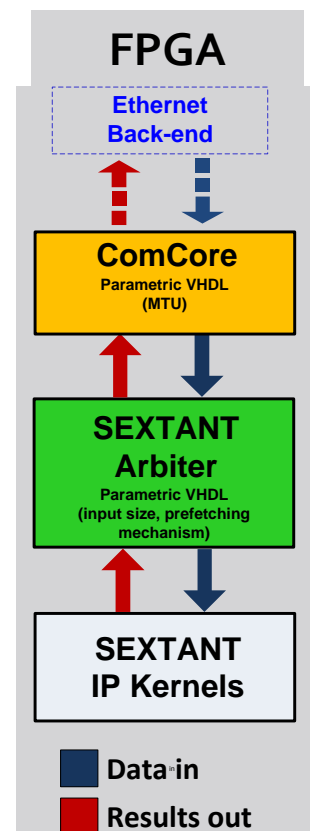 FPGA
Ethernet
Back-end
ComCore
Parametric VHDL
(MTU)
SEXTANT
Arbiter
Parametric VHDL
(input size, prefetching
mechanism)
SEXTANT
IP Kernels
Data in in
Results out